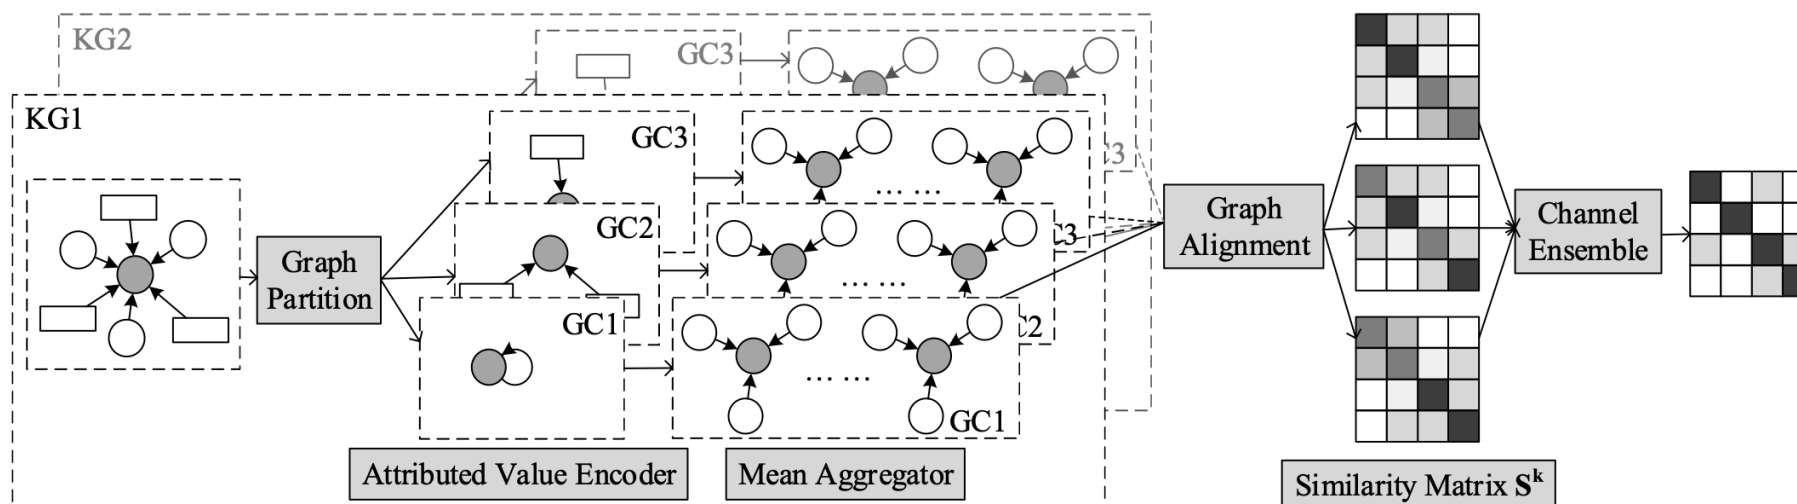 KG2
GC3
KG1
GC3
C3
GC2
C3
GC1
C2
GC1
... ...
... ...
... ...
Graph
Partition
Graph
Alignment
Channel
Ensemble
Attributed Value Encoder
Mean Aggregator
Similarity Matrix S^k